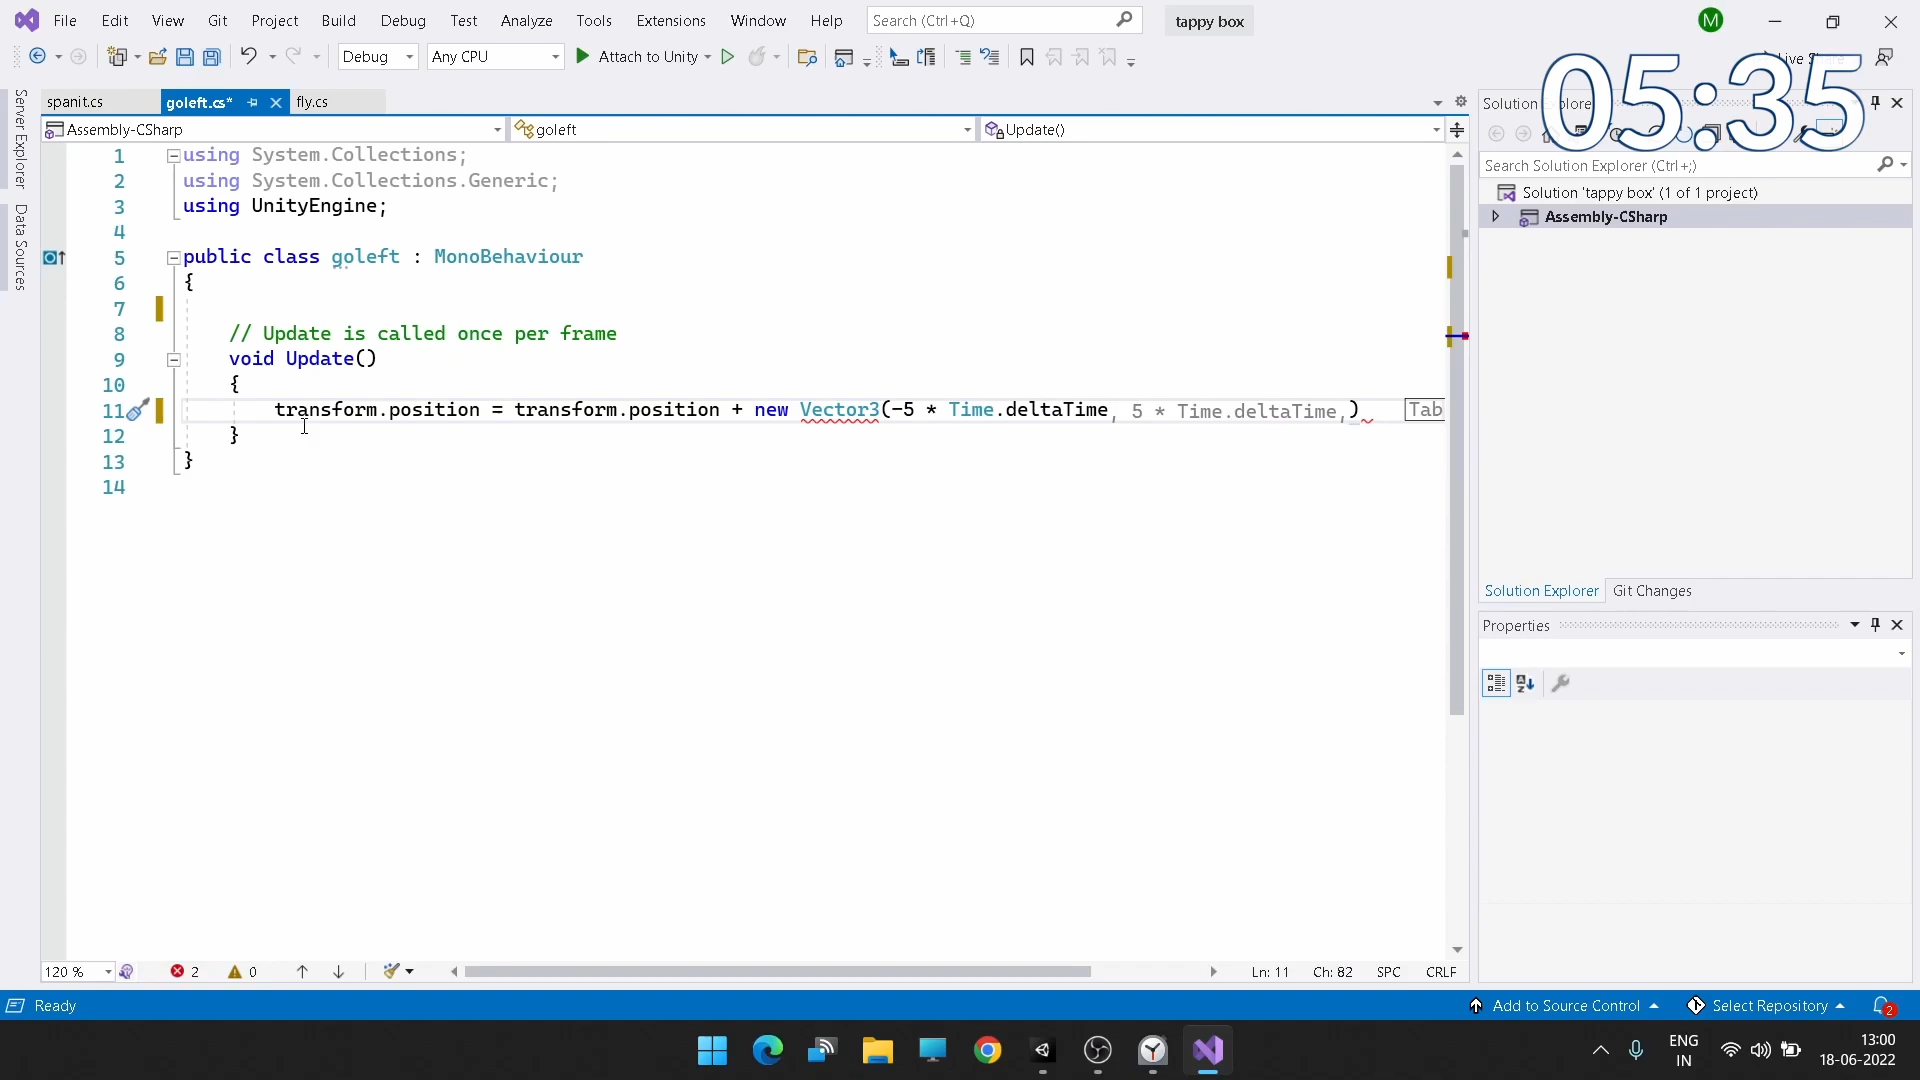 File Edit View Git Project Build Debug Test Analyze Tools Extensions Window Help Search (Ctrl+Q) tappy box M
Debug Any CPU Attach to Unity Live Share
05:35
spanit.cs goleft.cs* fly.cs Solution Explorer
Assembly-CSharp goleft Update()
Server Explorer
Data Sources
Search Solution Explorer (Ctrl+;)
Solution 'tappy box' (1 of 1 project)
Assembly-CSharp
1 using System.Collections;
2 using System.Collections.Generic;
3 using UnityEngine;
4
5 public class goleft : MonoBehaviour
6 {
7
8 // Update is called once per frame
9 void Update()
10 {
11 transform.position = transform.position + new Vector3(-5 * Time.deltaTime, 5 * Time.deltaTime,) Tab
12 }
13 }
14
Solution Explorer Git Changes
Properties
120 % 2 0 Ln: 11 Ch: 82 SPC CRLF
Ready Add to Source Control Select Repository 2
ENG
IN
13:00
18-06-2022